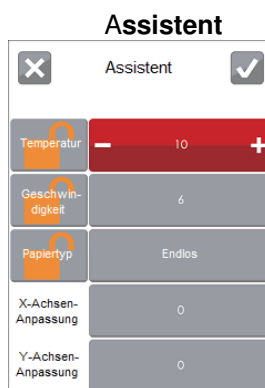 Assistent
Assistent
Temperatur
10
Geschwin-
digkeit
6
Papiertyp
Endlos
X-Achsen-
Anpassung
0
Y-Achsen-
Anpassung
0